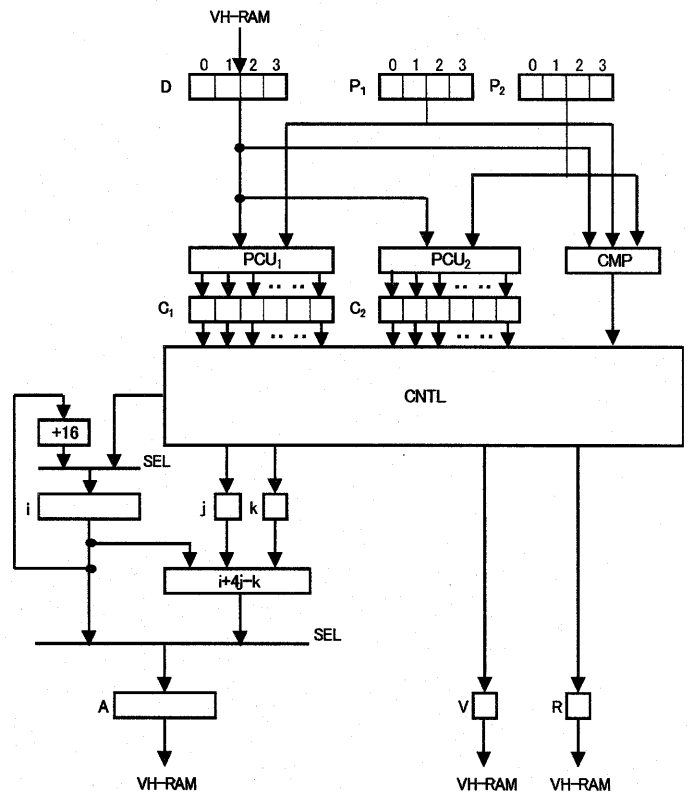 VH-RAM
0 1 2 3
D
0 1 2 3
P₁
0 1 2 3
P₂
PCU₁
PCU₂
CMP
C₁
C₂
CNTL
+16
SEL
i
j
k
i+4j-k
SEL
A
V
R
VH-RAM
VH-RAM
VH-RAM